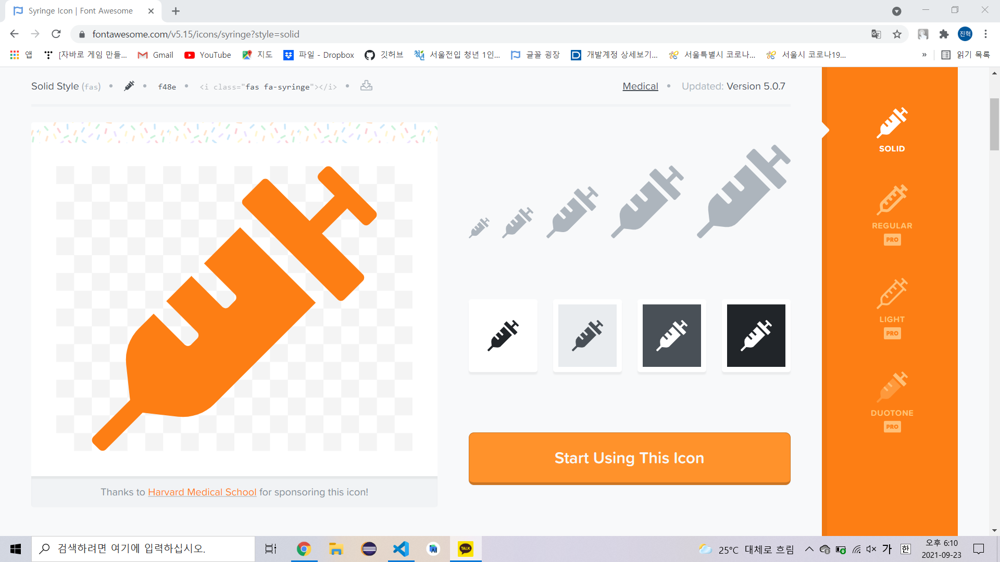 Syringe Icon | Font Awesome
fontawesome.com/v5.15/icons/syringe?style=solid
진혁
앱
[자바로 게임 만들...
Gmail
YouTube
지도
파일 - Dropbox
깃허브
서울전입 청년 1인...
글꼴 굉장
개발계정 상세보기...
서울특별시 코로나...
서울시 코로나19...
»
읽기 목록
Solid Style (fas)
f48e
<i class="fas fa-syringe"></i>
Medical
Updated: Version 5.0.7
SOLID
REGULAR
PRO
LIGHT
PRO
DUOTONE
PRO
Start Using This Icon
Thanks to Harvard Medical School for sponsoring this icon!
검색하려면 여기에 입력하십시오.
TALK
25°C 대체로 흐림
가
한
오후 6:10
2021-09-23